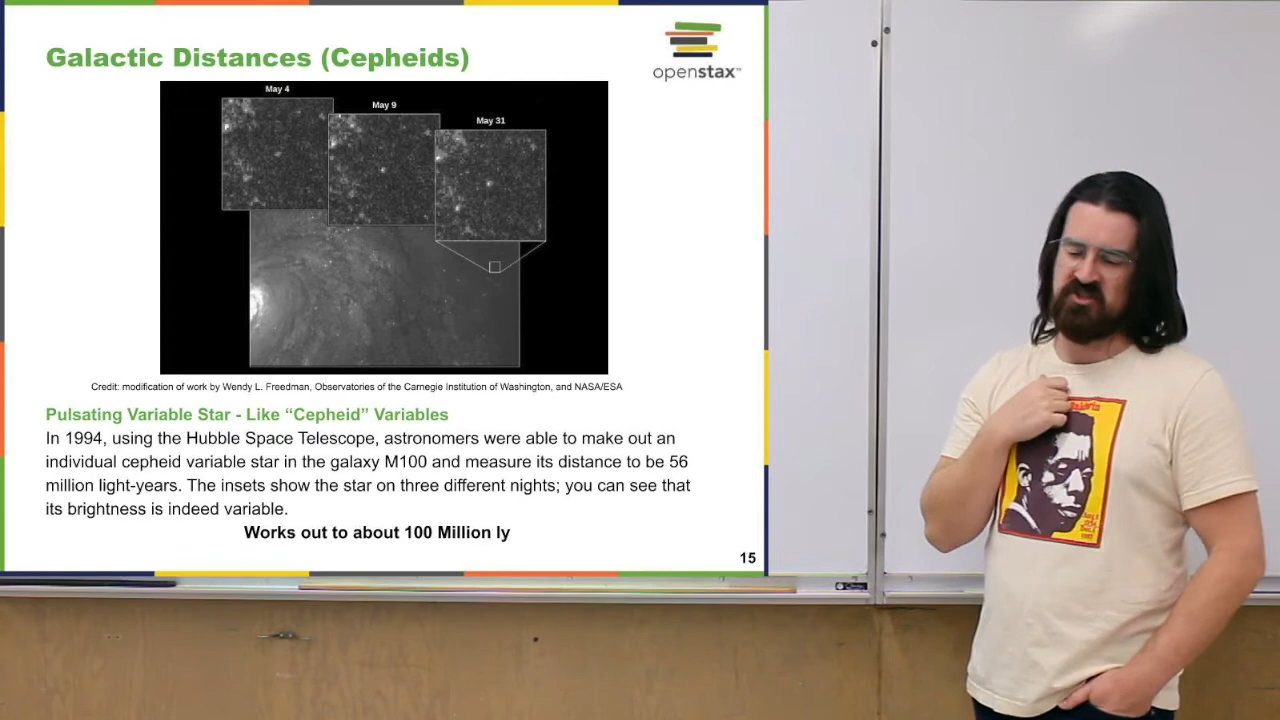 Galactic Distances (Cepheids)
openstax™
May 4
May 9
May 31
Credit: modification of work by Wendy L. Freedman, Observatories of the Carnegie Institution of Washington, and NASA/ESA
Pulsating Variable Star - Like “Cepheid” Variables
In 1994, using the Hubble Space Telescope, astronomers were able to make out an
individual cepheid variable star in the galaxy M100 and measure its distance to be 56
million light-years. The insets show the star on three different nights; you can see that
its brightness is indeed variable.
Works out to about 100 Million ly
15